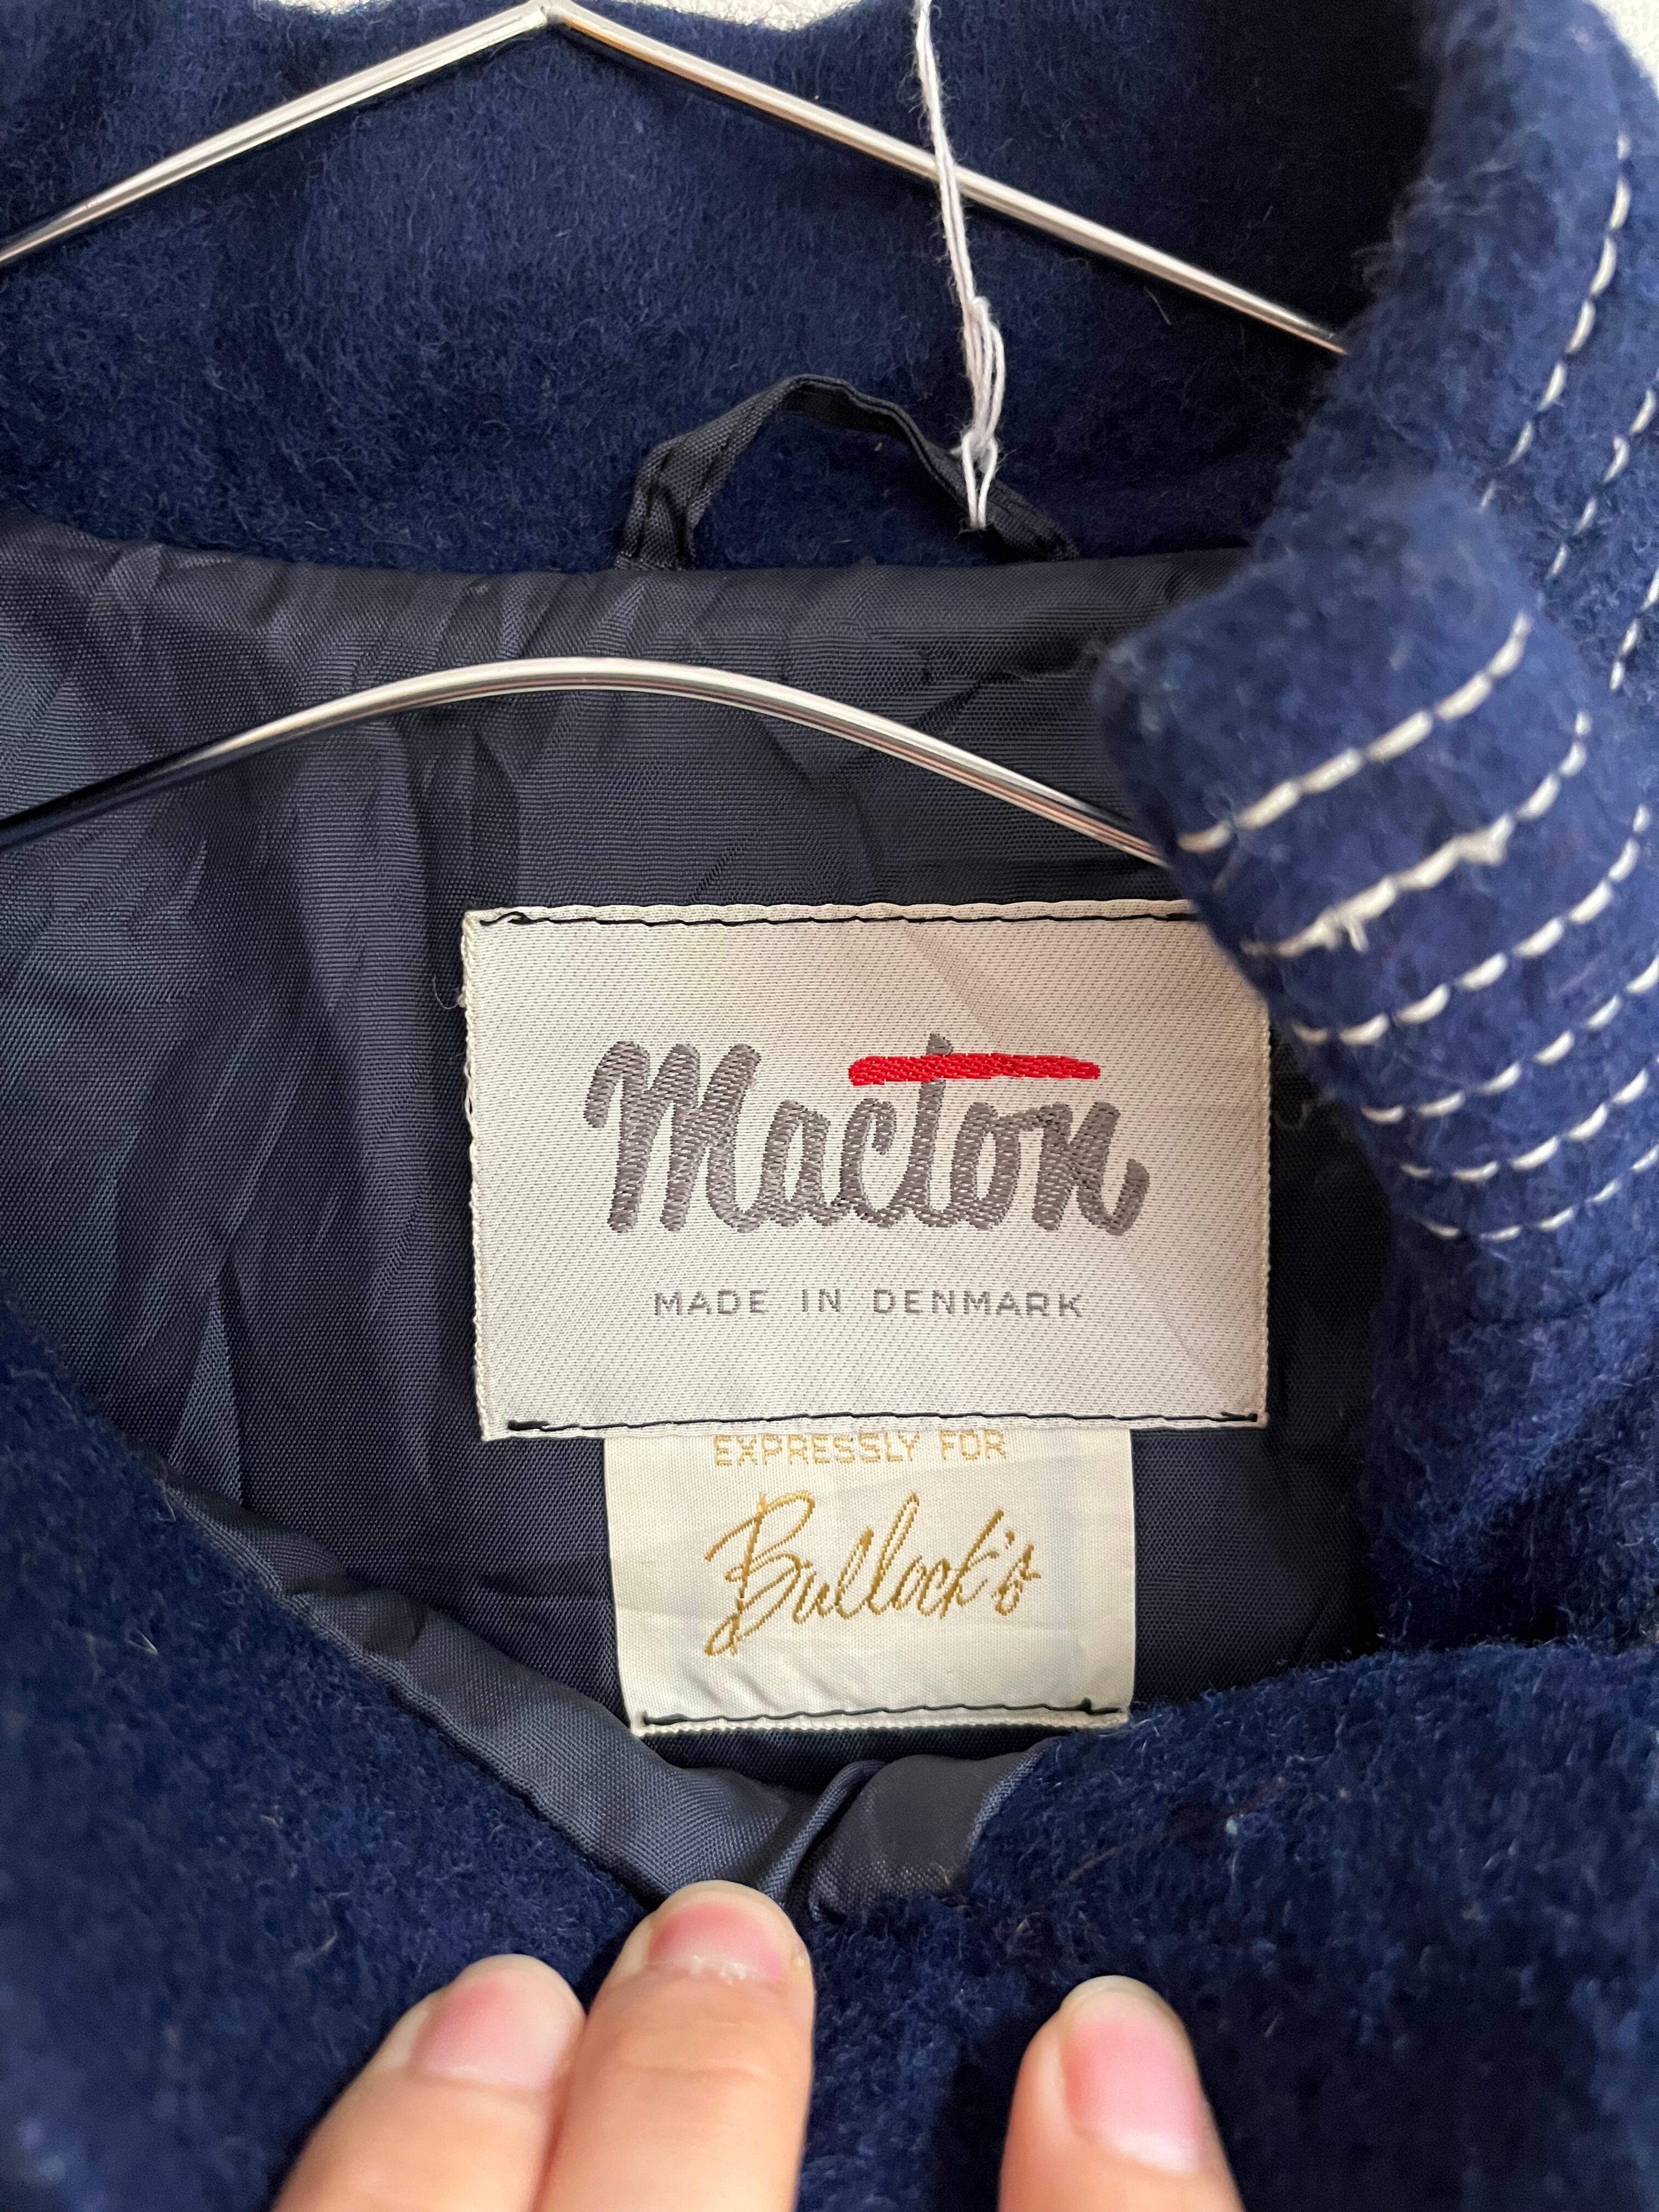 Macton
MADE IN DENMARK
EXPRESSLY FOR
Bullock's